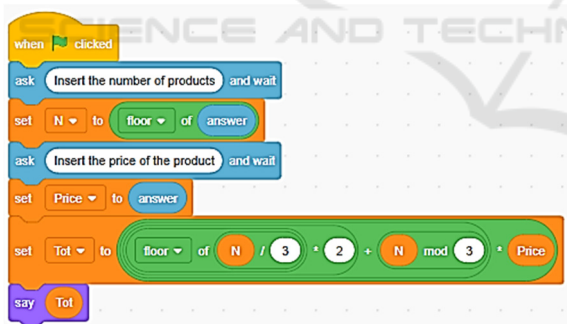 SCIENCE AND TECHN
when clicked
ask Insert the number of products and wait
set N to floor of answer
ask Insert the price of the product and wait
set Price to answer
set Tot to floor of N / 3 * 2 + N mod 3 * Price
say Tot